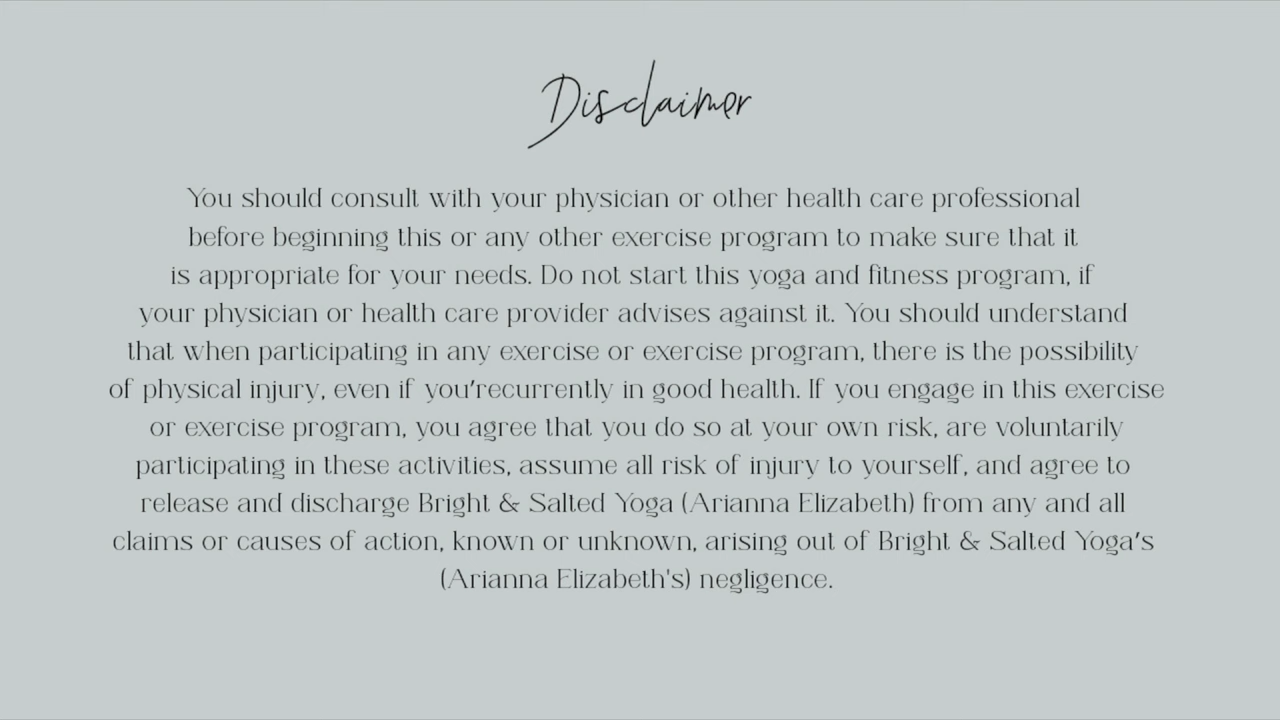 Disclaimer
You should consult with your physician or other health care professional
before beginning this or any other exercise program to make sure that it
is appropriate for your needs. Do not start this yoga and fitness program, if
your physician or health care provider advises against it. You should understand
that when participating in any exercise or exercise program, there is the possibility
of physical injury, even if you'recurrently in good health. If you engage in this exercise
or exercise program, you agree that you do so at your own risk, are voluntarily
participating in these activities, assume all risk of injury to yourself, and agree to
release and discharge Bright & Salted Yoga (Arianna Elizabeth) from any and all
claims or causes of action, known or unknown, arising out of Bright & Salted Yoga's
(Arianna Elizabeth's) negligence.